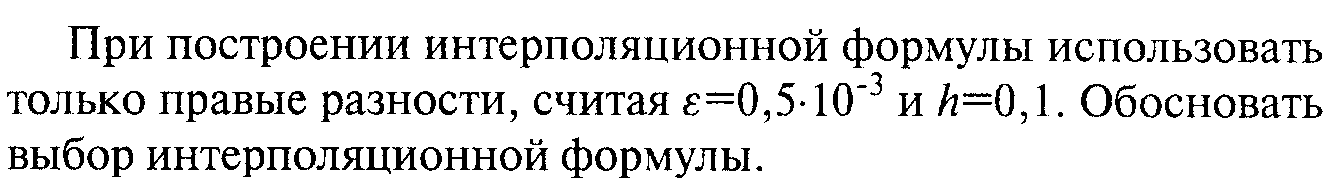 При построении интерполяционной формулы использовать
только правые разности, считая ε=0,5·10⁻³ и h=0,1. Обосновать
выбор интерполяционной формулы.